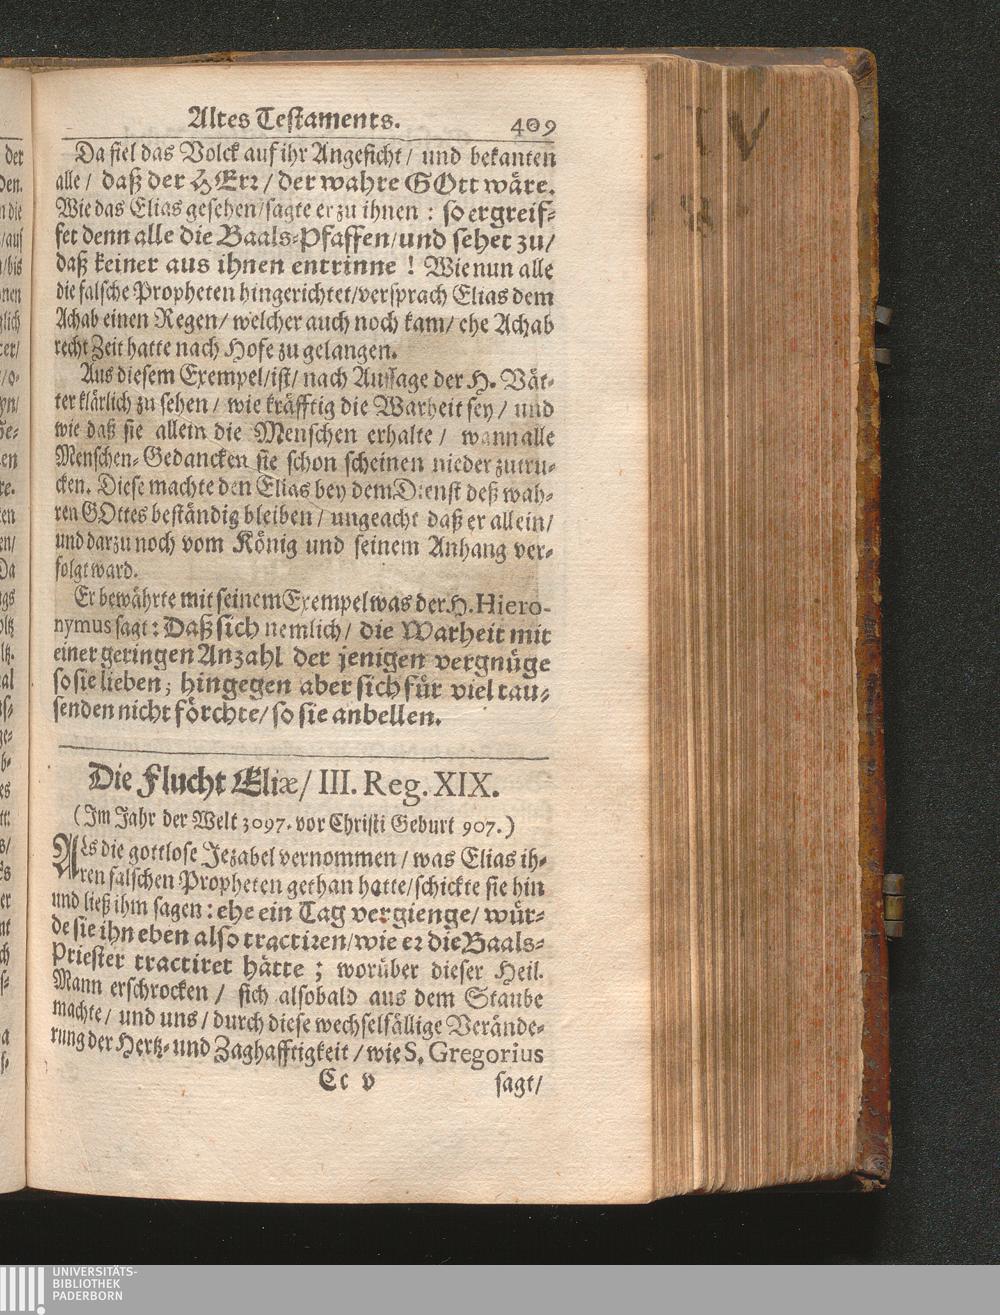 Altes Testaments. 409
Da fiel das Volck auf ihr Angesicht / und bekanten
alle / daß der HErr / der wahre GOtt wäre.
Wie das Elias gesehen / sagte er zu ihnen : so ergreif-
fet denn alle die Baals-Pfaffen / und sehet zu /
daß keiner aus ihnen entrinne ! Wie nun alle
die falsche Propheten hingerichtet / versprach Elias dem
Achab einen Regen / welcher auch noch kam / ehe Achab
recht Zeit hatte nach Hofe zu gelangen.
Aus diesem Exempel / ist / nach Aussage der H. Vät-
ter klärlich zu sehen / wie kräfftig die Warheit sey / und
wie daß sie allein die Menschen erhalte / wann alle
Menschen-Gedancken sie schon scheinen nieder zutru-
cken. Diese machte den Elias bey dem Dienst deß wah-
ren GOttes beständig bleiben / ungeacht daß er allein /
und darzu noch vom König und seinem Anhang ver-
folgt ward.
Er bewährte mit seinem Exempel was der H. Hiero-
nymus sagt : Daß sich nemlich / die Warheit mit
einer geringen Anzahl der jenigen vergnüge
so sie lieben ; hingegen aber sich für viel tau-
senden nicht förchte / so sie anbellen.
Die Flucht Eliæ / III. Reg. XIX.
(Im Jahr der Welt 3097. vor Christi Geburt 907.)
Als die gottlose Jezabel vernommen / was Elias ih-
ren falschen Propheten gethan hatte / schickte sie hin
und ließ ihm sagen : ehe ein Tag vergienge / wür-
de sie ihn eben also tractiren / wie er die Baals-
Priester tractiret hätte ; worüber dieser Heil.
Mann erschrocken / sich alsobald aus dem Staube
machte / und uns / durch diese wechselfällige Verände-
rung der Hertz- und Zaghafftigkeit / wie S. Gregorius
Cc v sagt /
UNIVERSITÄTS-
BIBLIOTHEK
PADERBORN